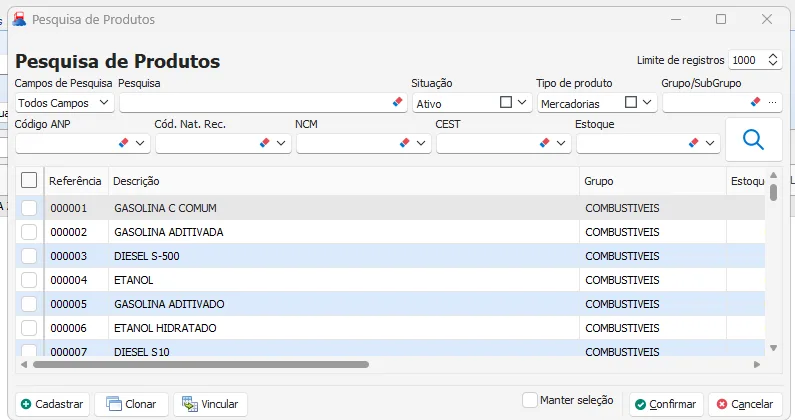 Pesquisa de Produtos
Pesquisa de Produtos
Limite de registros 1000
Campos de Pesquisa Pesquisa Situação Tipo de produto Grupo/SubGrupo
Todos Campos Ativo Mercadorias ...
Código ANP Cód. Nat. Rec. NCM CEST Estoque
Referência Descrição Grupo Estoqu
000001 GASOLINA C COMUM COMBUSTIVEIS
000002 GASOLINA ADITIVADA COMBUSTIVEIS
000003 DIESEL S-500 COMBUSTIVEIS
000004 ETANOL COMBUSTIVEIS
000005 GASOLINA ADITIVADO COMBUSTIVEIS
000006 ETANOL HIDRATADO COMBUSTIVEIS
000007 DIESEL S10 COMBUSTIVEIS
Cadastrar Clonar Vincular Manter seleção Confirmar Cancelar